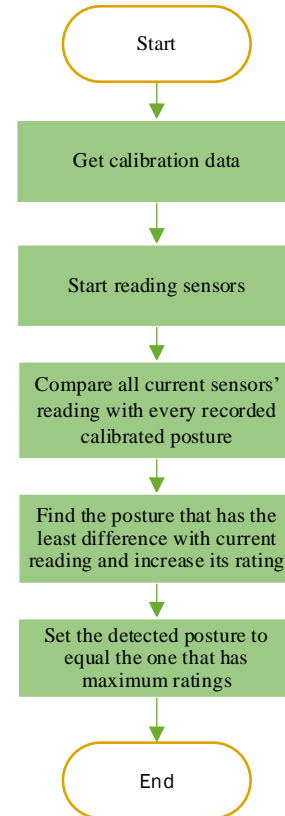 Start
Get calibration data
Start reading sensors
Compare all current sensors’
reading with every recorded
calibrated posture
Find the posture that has the
least difference with current
reading and increase its rating
Set the detected posture to
equal the one that has
maximum ratings
End